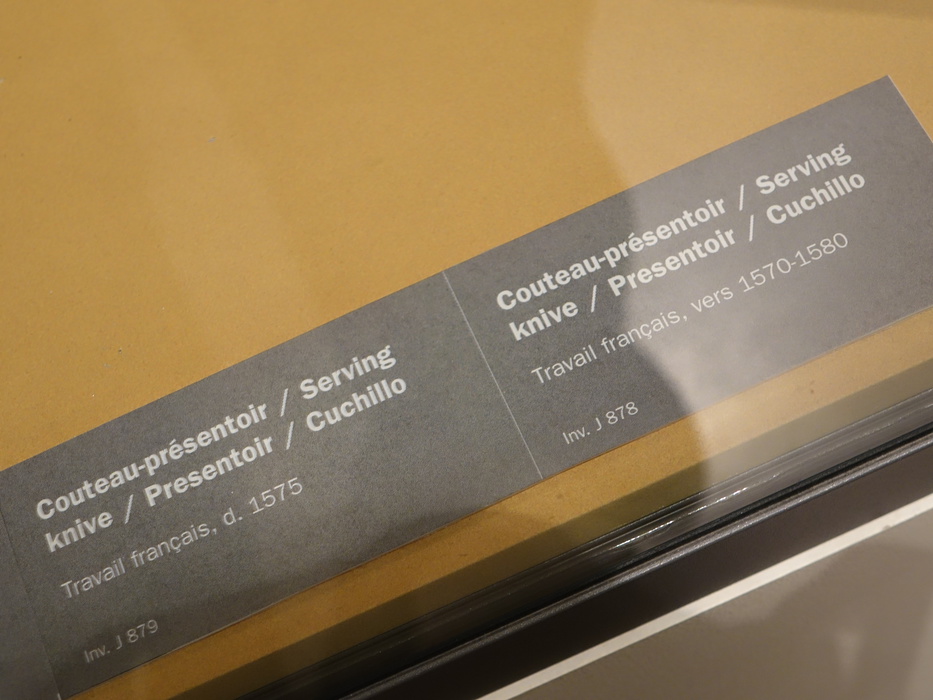 Couteau-présentoir / Serving
knive / Presentoir / Cuchillo
Travail français, d. 1575
Inv. J 879
Couteau-présentoir / Serving
knive / Presentoir / Cuchillo
Travail français, vers 1570-1580
Inv. J 878